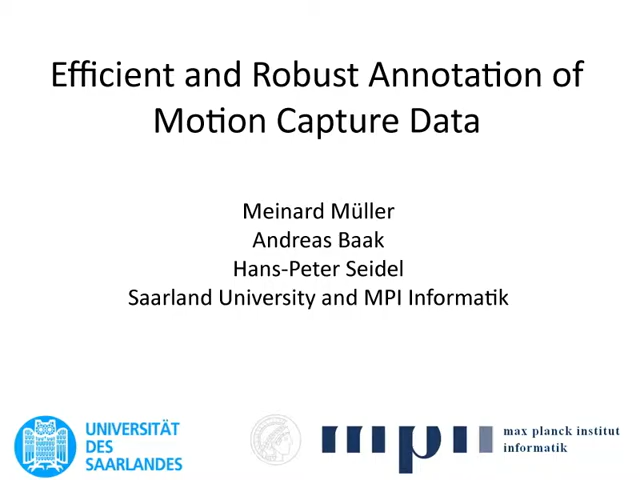 Efficient and Robust Annotation of
Motion Capture Data
Meinard Müller
Andreas Baak
Hans-Peter Seidel
Saarland University and MPI Informatik
UNIVERSITÄT
DES
SAARLANDES
mpii
max planck institut
informatik